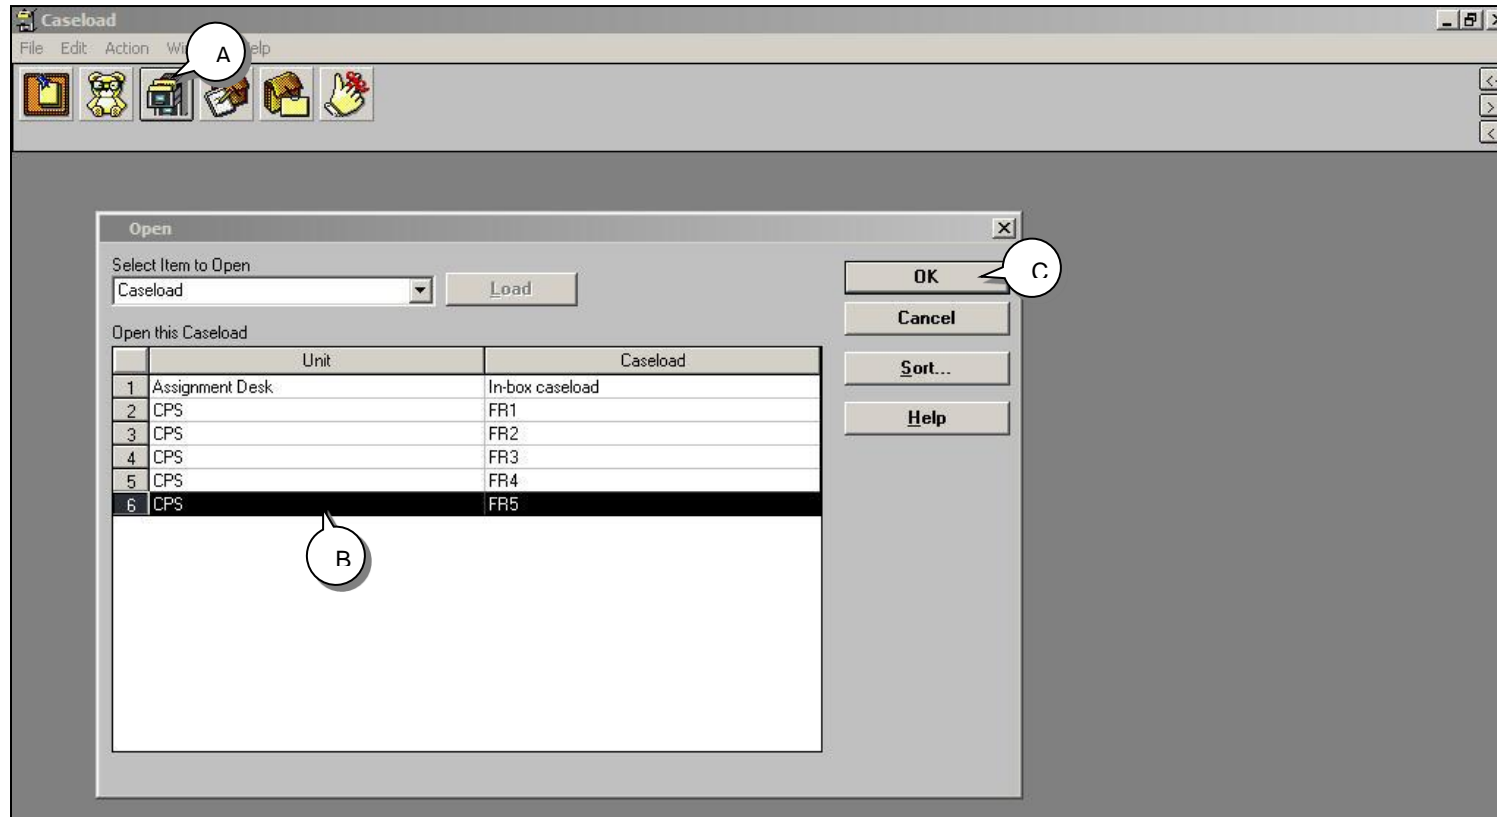 Caseload
File Edit Action Wi elp
A
Open
Select Item to Open
Caseload Load OK
C
Cancel
Open this Caseload
Unit Caseload
Sort...
1 Assignment Desk In-box caseload
2 CPS FR1
Help
3 CPS FR2
4 CPS FR3
5 CPS FR4
6 CPS FR5
B